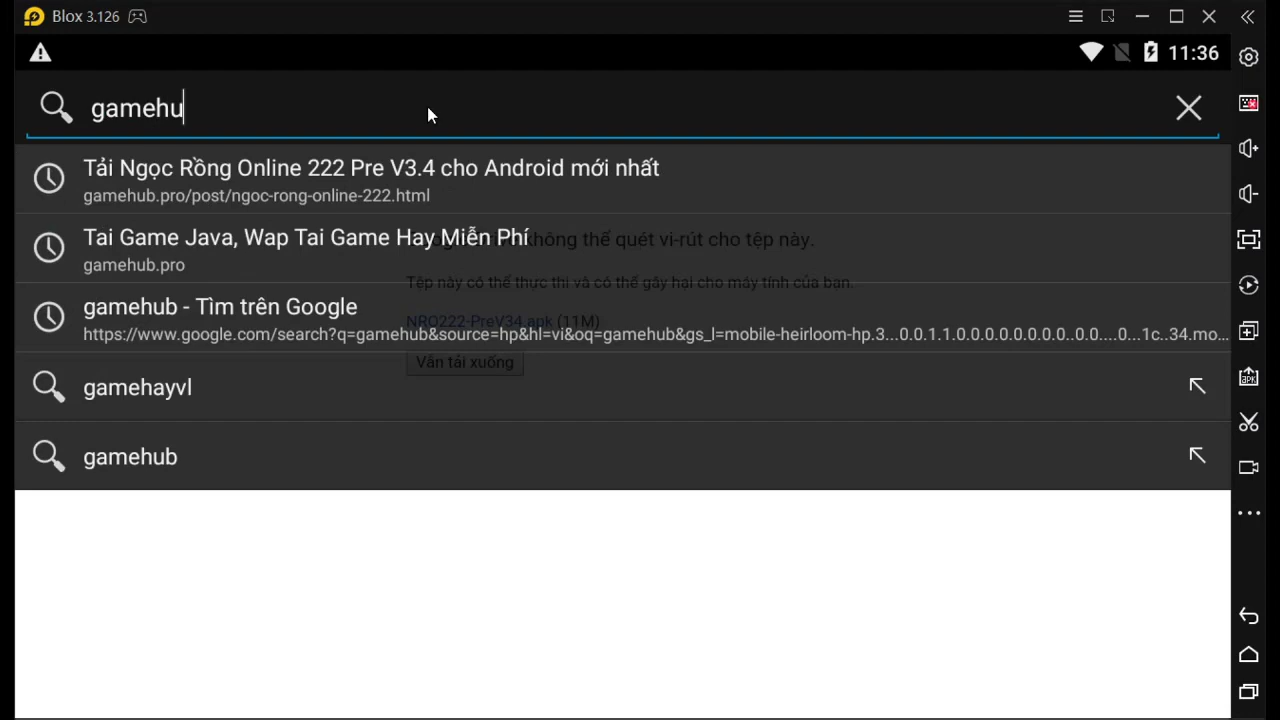 Blox 3.126
11:36
gamehu
Tải Ngọc Rồng Online 222 Pre V3.4 cho Android mới nhất
gamehub.pro/post/ngoc-rong-online-222.html
Tai Game Java, Wap Tai Game Hay Miễn Phí
không thể quét vi-rút cho tệp này.
gamehub.pro
Tệp này có thể thực thi và có thể gây hại cho máy tính của bạn.
gamehub - Tìm trên Google
NRO222-PreV34.apk (11M)
https://www.google.com/search?q=gamehub&source=hp&hl=vi&oq=gamehub&gs_l=mobile-heirloom-hp.3...0.0.1.1.0.0.0.0.0.0.0..0.0....0...1c..34.mo...
Vẫn tải xuống
gamehayvl
gamehub
APK